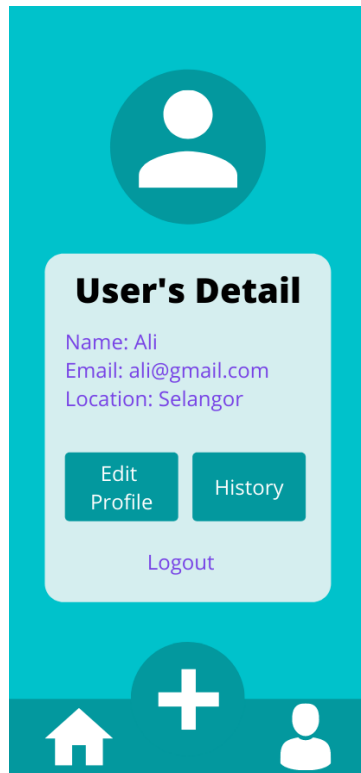 User's Detail
Name: Ali
Email: ali@gmail.com
Location: Selangor
Edit
Profile
History
Logout